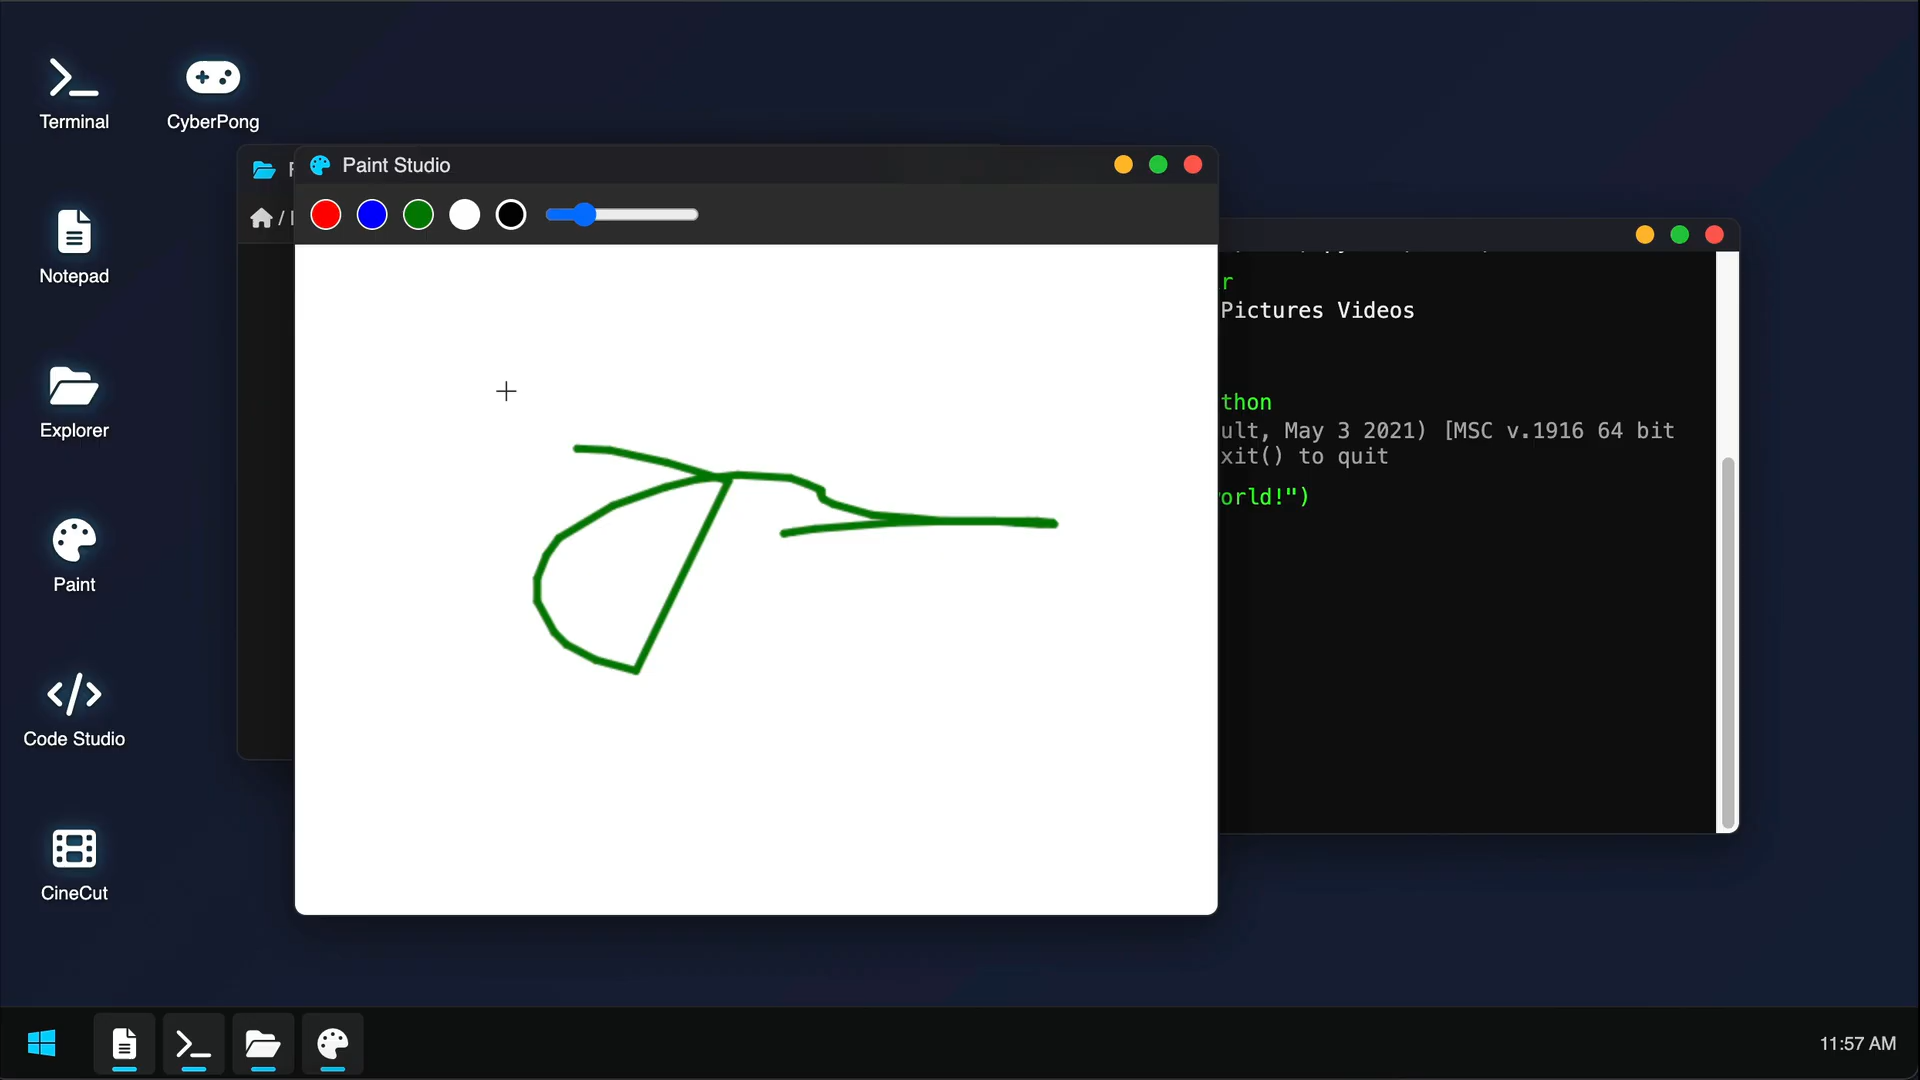 Terminal
CyberPong
Notepad
Explorer
Paint
Code Studio
CineCut
Paint Studio
/
Pictures Videos
thon
ult, May 3 2021) [MSC v.1916 64 bit
xit() to quit
orld!")
11:57 AM